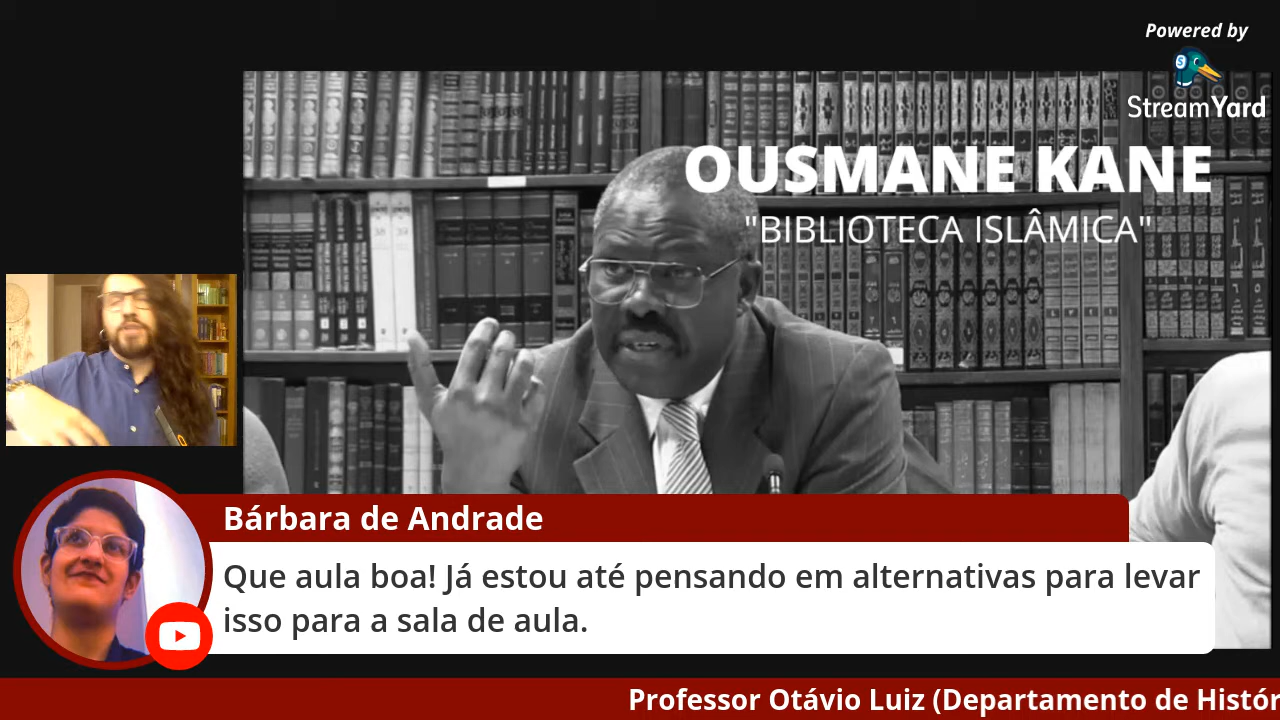 Powered by
StreamYard
OUSMANE KANE
"BIBLIOTECA ISLÂMICA"
Bárbara de Andrade
Que aula boa! Já estou até pensando em alternativas para levar
isso para a sala de aula.
Professor Otávio Luiz (Departamento de Histór